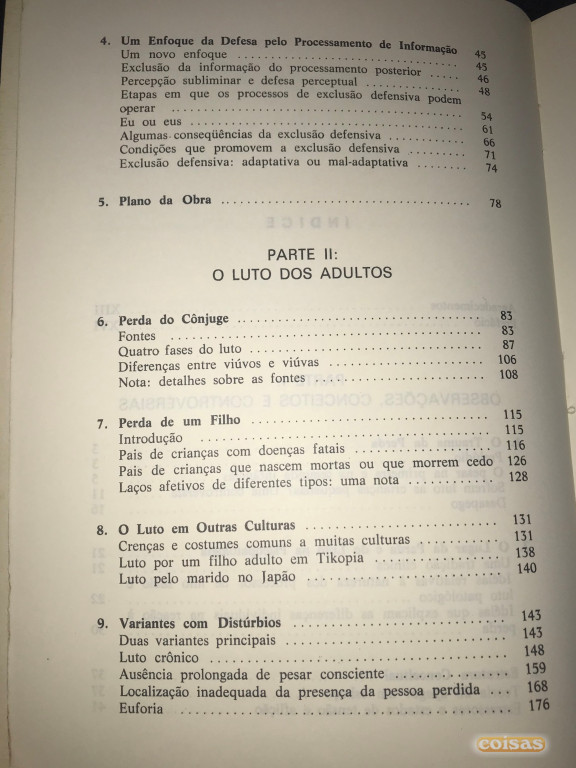 4. Um Enfoque da Defesa pelo Processamento de Informação 45
Um novo enfoque . . . . . . . . . . . . . . . . . . . . . . . . . . . . 45
Exclusão da informação do processamento posterior . . . . . 46
Percepção subliminar e defesa perceptual . . . . . . . . . . . . . 48
Etapas em que os processos de exclusão defensiva podem
operar . . . . . . . . . . . . . . . . . . . . . . . . . . . . . . . . . . . 54
Eu ou eus . . . . . . . . . . . . . . . . . . . . . . . . . . . . . . . . 61
Algumas conseqüências da exclusão defensiva . . . . . . . . . . 66
Condições que promovem a exclusão defensiva . . . . . . . . . 71
Exclusão defensiva: adaptativa ou mal-adaptativa . . . . . . . . 74
5. Plano da Obra . . . . . . . . . . . . . . . . . . . . . . . . . . . . . . 78
ÍNDICE
PARTE II:
O LUTO DOS ADULTOS
6. Perda do Cônjuge . . . . . . . . . . . . . . . . . . . . . . . . . . . 83
Fontes . . . . . . . . . . . . . . . . . . . . . . . . . . . . . . . . . . 83
Quatro fases do luto . . . . . . . . . . . . . . . . . . . . . . . . . . 87
Diferenças entre viúvos e viúvas . . . . . . . . . . . . . . . . . . 106
Nota: detalhes sobre as fontes . . . . . . . . . . . . . . . . . . . 108
7. Perda de um Filho . . . . . . . . . . . . . . . . . . . . . . . . . . 115
Introdução . . . . . . . . . . . . . . . . . . . . . . . . . . . . . . . 115
Pais de crianças com doenças fatais . . . . . . . . . . . . . . . . 116
Pais de crianças que nascem mortas ou que morrem cedo 126
Laços afetivos de diferentes tipos: uma nota . . . . . . . . . . . 128
8. O Luto em Outras Culturas . . . . . . . . . . . . . . . . . . . . . 131
Crenças e costumes comuns a muitas culturas . . . . . . . . . 131
Luto por um filho adulto em Tikopia . . . . . . . . . . . . . . . 138
Luto pelo marido no Japão . . . . . . . . . . . . . . . . . . . . . 140
9. Variantes com Distúrbios . . . . . . . . . . . . . . . . . . . . . . 143
Duas variantes principais . . . . . . . . . . . . . . . . . . . . . . 143
Luto crônico . . . . . . . . . . . . . . . . . . . . . . . . . . . . . . 148
Ausência prolongada de pesar consciente . . . . . . . . . . . . 159
Localização inadequada da presença da pessoa perdida . . . 168
Euforia . . . . . . . . . . . . . . . . . . . . . . . . . . . . . . . . . . 176
coisas